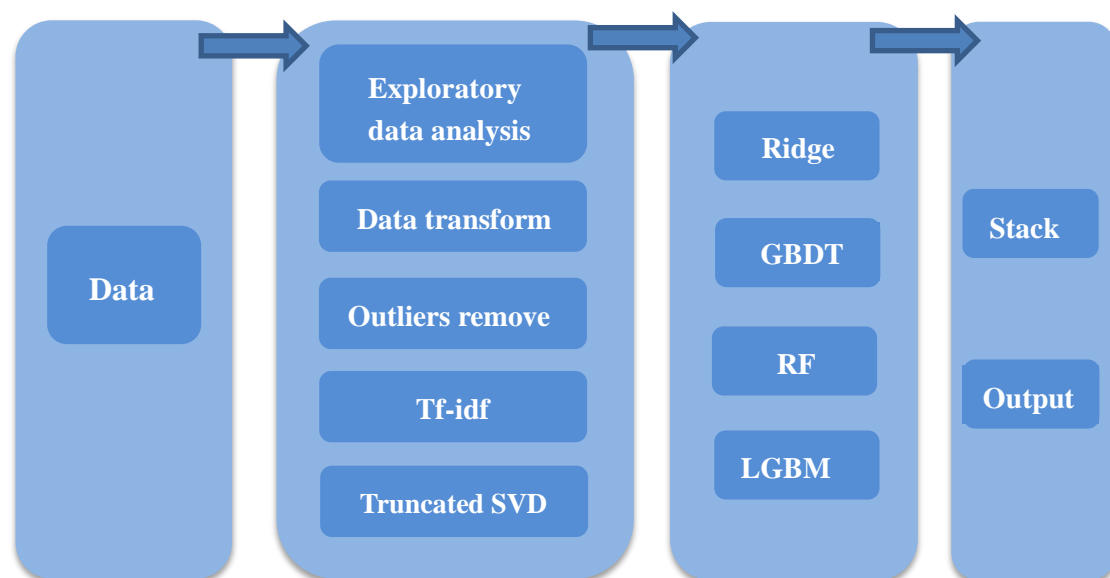 Data
Exploratory
data analysis
Data transform
Outliers remove
Tf-idf
Truncated SVD
Ridge
GBDT
RF
LGBM
Stack
Output